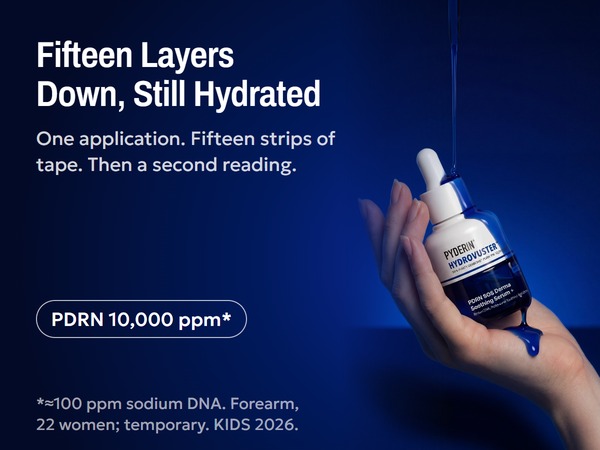 Fifteen Layers
Down, Still Hydrated
One application. Fifteen strips of
tape. Then a second reading.
PYDERIN
HYDROVUSTER
PDRN SOS Derma
Soothing Serum +
PDRN 10,000 ppm*
*≈100 ppm sodium DNA. Forearm,
22 women; temporary. KIDS 2026.